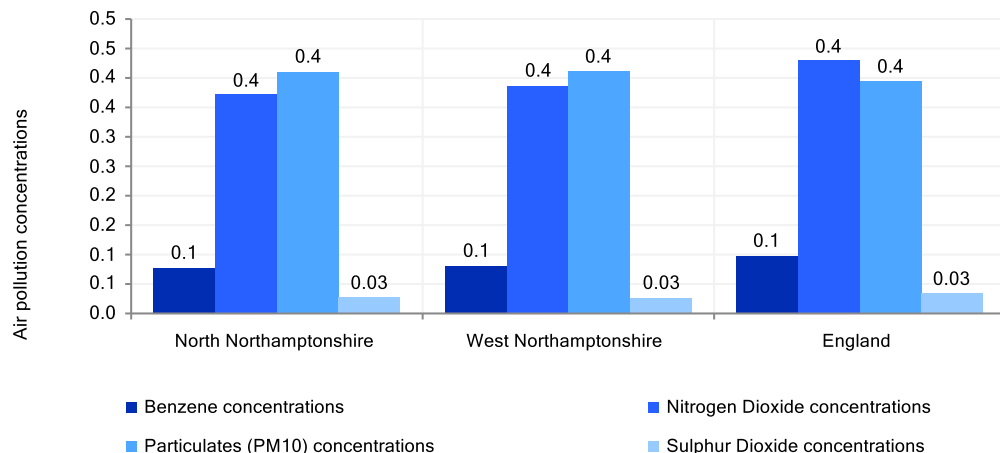 Air pollution concentrations
0.5
0.5
0.4
0.4
0.3
0.3
0.2
0.2
0.1
0.1
0.0
0.1
0.4
0.4
0.03
0.1
0.4
0.4
0.03
0.1
0.4
0.4
0.03
North Northamptonshire
West Northamptonshire
England
Benzene concentrations
Nitrogen Dioxide concentrations
Particulates (PM10) concentrations
Sulphur Dioxide concentrations